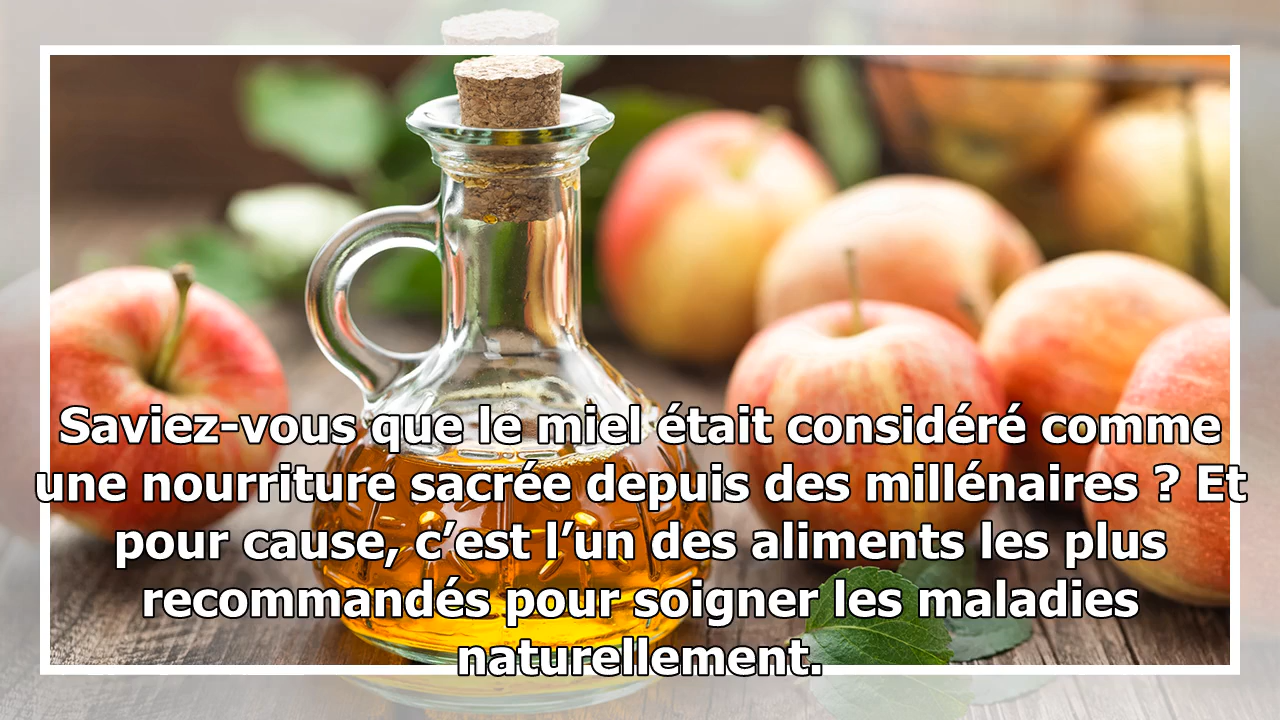 Saviez-vous que le miel était considéré comme
une nourriture sacrée depuis des millénaires ? Et
pour cause, c’est l’un des aliments les plus
recommandés pour soigner les maladies
naturellement.